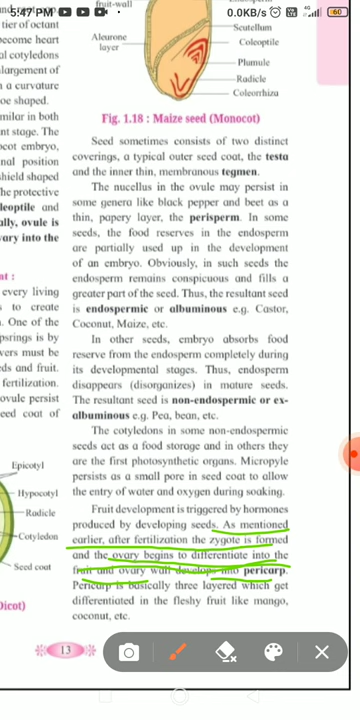 5:47 PM
0.0KB/s
4G
60
fruit-wall
Aleurone
layer
Scutellum
Coleoptile
Plumule
Radicle
Coleorrhiza
Fig. 1.18 : Maize seed (Monocot)
Seed sometimes consists of two distinct
coverings, a typical outer seed coat, the testa
and the inner thin, membranous tegmen.
The nucellus in the ovule may persist in
some genera like black pepper and beet as a
thin, papery layer, the perisperm. In some
seeds, the food reserves in the endosperm
are partially used up in the development
of an embryo. Obviously, in such seeds the
endosperm remains conspicuous and fills a
greater part of the seed. Thus, the resultant seed
is endospermic or albuminous e.g. Castor,
Coconut, Maize, etc.
In other seeds, embryo absorbs food
reserve from the endosperm completely during
its developmental stages. Thus, endosperm
disappears (disorganizes) in mature seeds.
The resultant seed is non-endospermic or ex-
albuminous e.g. Pea, bean, etc.
The cotyledons in some non-endospermic
seeds act as a food storage and in others they
are the first photosynthetic organs. Micropyle
persists as a small pore in seed coat to allow
the entry of water and oxygen during soaking.
Fruit development is triggered by hormones
produced by developing seeds. As mentioned
earlier, after fertilization the zygote is formed
and the ovary begins to differentiate into the
fruit and ovary wall develops into pericarp.
Pericarp is basically three layered which get
differentiated in the fleshy fruit like mango,
coconut, etc.
tier of octant
become heart
al cotyledons
largement of
a curvature
oe shaped.
milar in both
nt stage. The
cot embryo,
nal position
shield shaped
he protective
leoptile and
ally, ovule is
vary into the
nt :
every living
s to create
. One of the
psrings is by
vers must be
ds and fruit.
fertilization.
ovule persist
eed coat of
Epicotyl
Hypocotyl
Radicle
Cotyledon
Seed coat
Dicot)
13